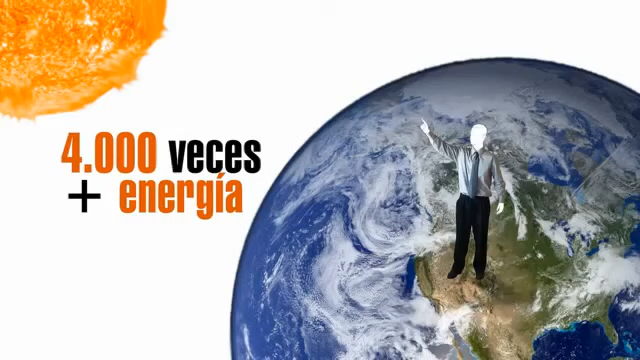 4.000 veces
+ energía